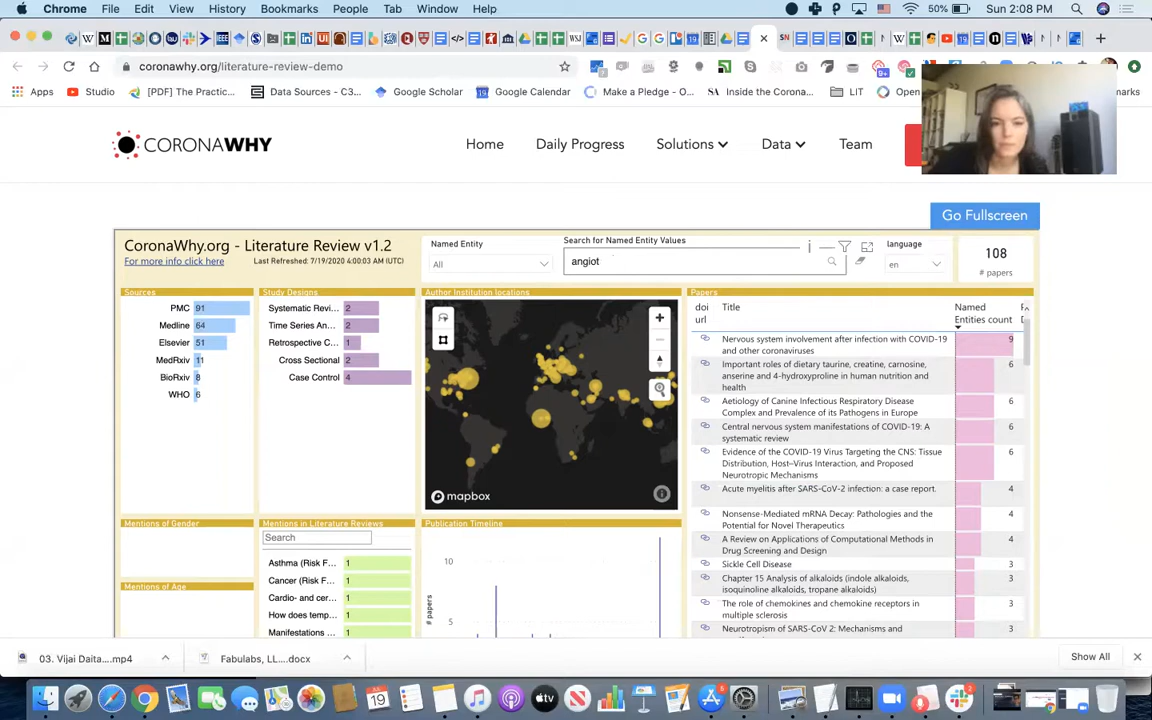 Chrome File Edit View History Bookmarks People Tab Window Help
50% Sun 2:08 PM
coronawhy.org/literature-review-demo
Apps Studio [PDF] The Practic... Data Sources - C3... Google Scholar Google Calendar Make a Pledge - O... Inside the Corona... LIT Open
CORONAWHY
Home Daily Progress Solutions Data Team
Go Fullscreen
CoronaWhy.org - Literature Review v1.2
For more info click here
Last Refreshed: 7/19/2020 4:00:03 AM (UTC)
Named Entity
All
Search for Named Entity Values
angiot
language
en
108
# papers
Sources
PMC 91
Medline 64
Elsevier 51
MedRxiv 11
BioRxiv 8
WHO 6
Study Designs
Systematic Revi... 2
Time Series An... 2
Retrospective C... 1
Cross Sectional 2
Case Control 4
Author Institution locations
mapbox
Papers
doi url
Title
Named Entities count
Nervous system involvement after infection with COVID-19
and other coronaviruses
9
Important roles of dietary taurine, creatine, carnosine,
anserine and 4-hydroxyproline in human nutrition and
health
6
Aetiology of Canine Infectious Respiratory Disease
Complex and Prevalence of its Pathogens in Europe
6
Central nervous system manifestations of COVID-19: A
systematic review
6
Evidence of the COVID-19 Virus Targeting the CNS: Tissue
Distribution, Host–Virus Interaction, and Proposed
Neurotropic Mechanisms
6
Acute myelitis after SARS-CoV-2 infection: a case report.
4
Nonsense-Mediated mRNA Decay: Pathologies and the
Potential for Novel Therapeutics
4
A Review on Applications of Computational Methods in
Drug Screening and Design
4
Sickle Cell Disease
3
Chapter 15 Analysis of alkaloids (indole alkaloids,
isoquinoline alkaloids, tropane alkaloids)
3
The role of chemokines and chemokine receptors in
multiple sclerosis
3
Neurotropism of SARS-CoV 2: Mechanisms and
3
Mentions of Gender
Mentions of Age
Mentions in Literature Reviews
Search
Asthma (Risk F... 1
Cancer (Risk F... 1
Cardio- and cer... 1
How does temp... 1
Manifestations ... 1
Publication Timeline
10
5
# papers
03. Vijai Daita....mp4
Fabulabs, LL....docx
Show All